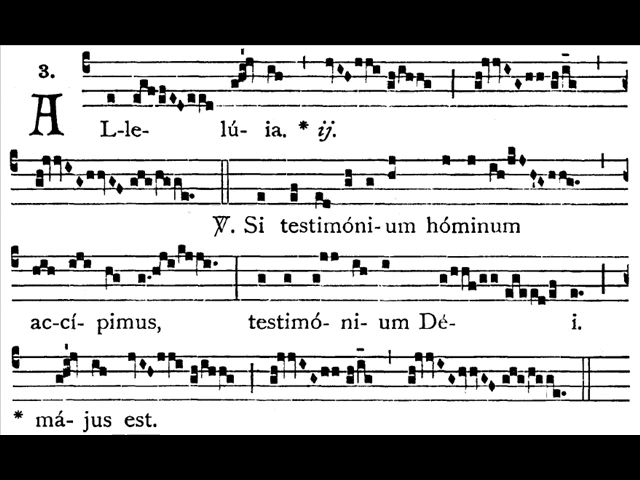 3.
AL-le- lú- ia. * ij.
℣. Si testimóni-um hóminum
ac-cí- pimus, testimó- ni- um Dé- i.
* má- jus est.